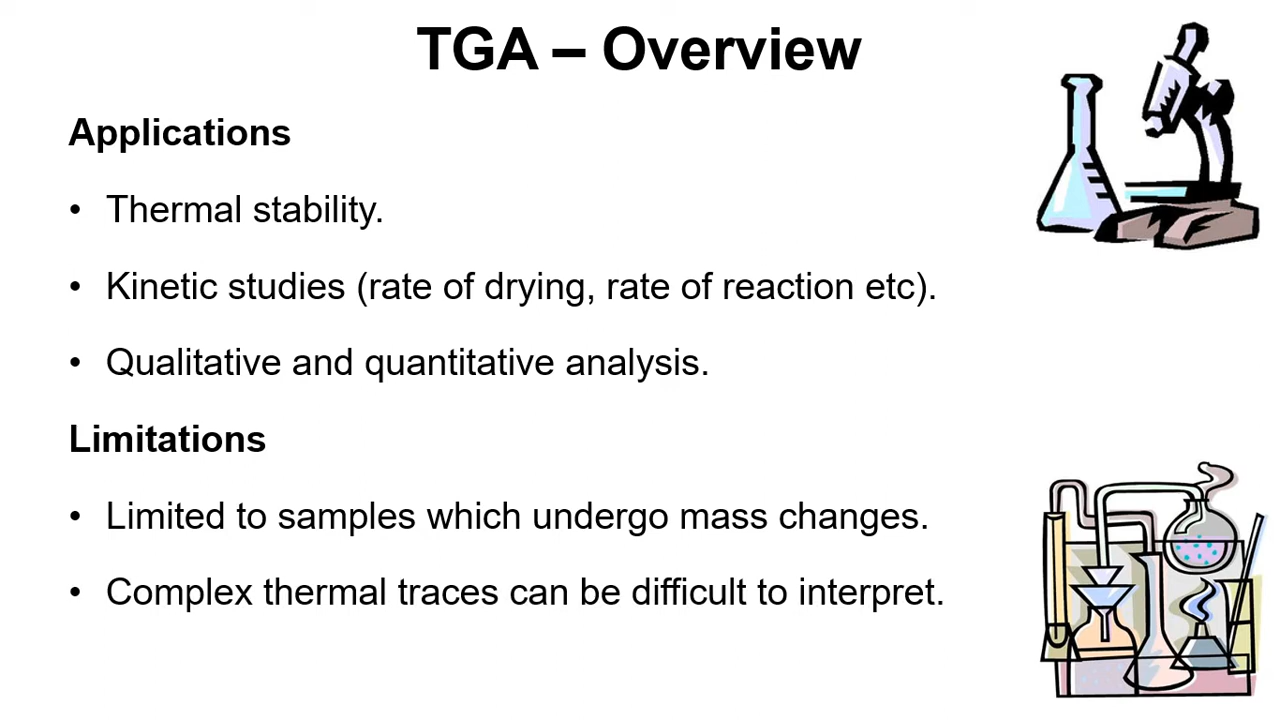 TGA – Overview
Applications
• Thermal stability.
• Kinetic studies (rate of drying, rate of reaction etc).
• Qualitative and quantitative analysis.
Limitations
• Limited to samples which undergo mass changes.
• Complex thermal traces can be difficult to interpret.